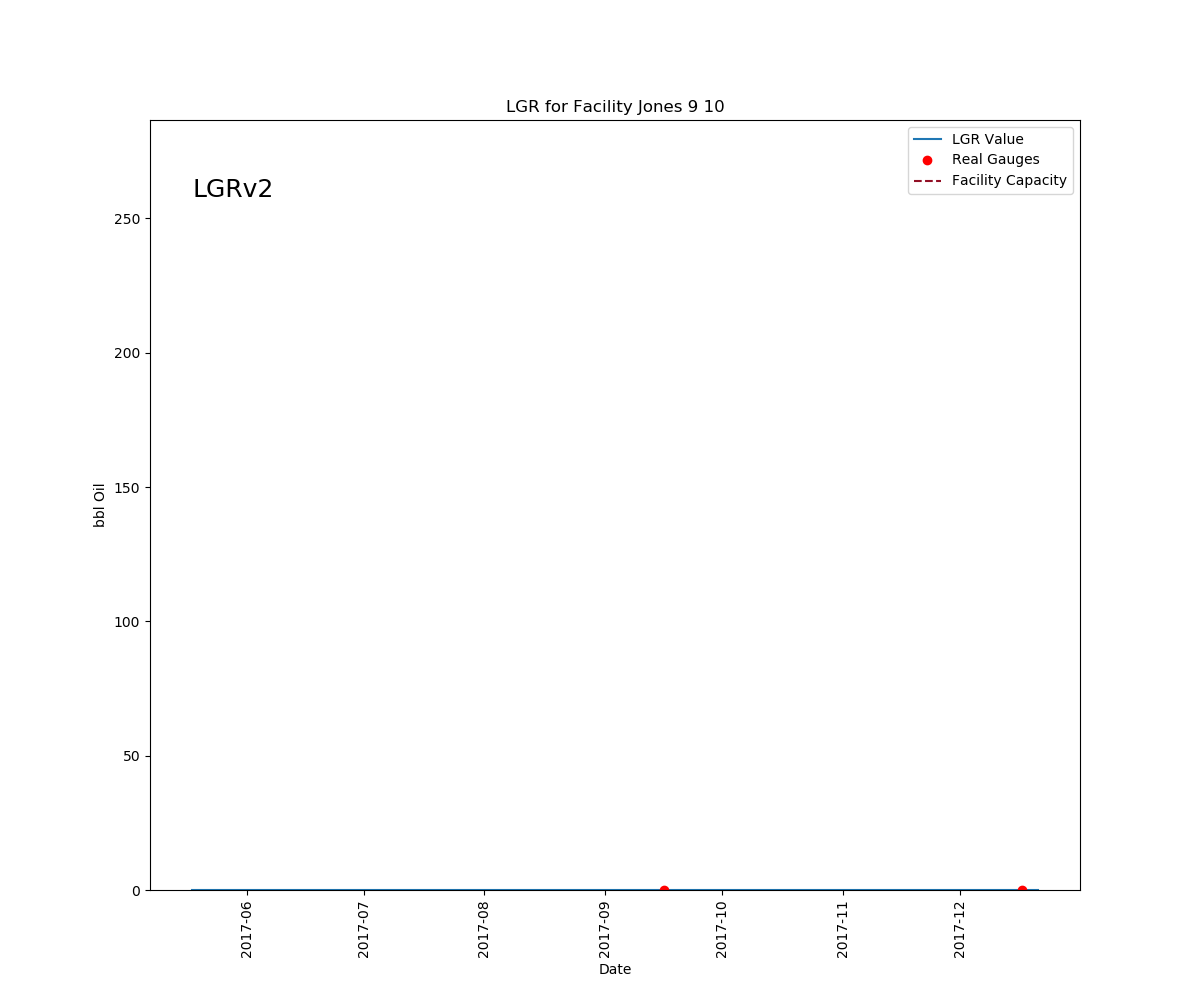 LGR for Facility Jones 9 10
LGR Value
Real Gauges
Facility Capacity
LGRv2
250
200
150
100
50
0
bbl Oil
2017-06
2017-07
2017-08
2017-09
2017-10
2017-11
2017-12
Date